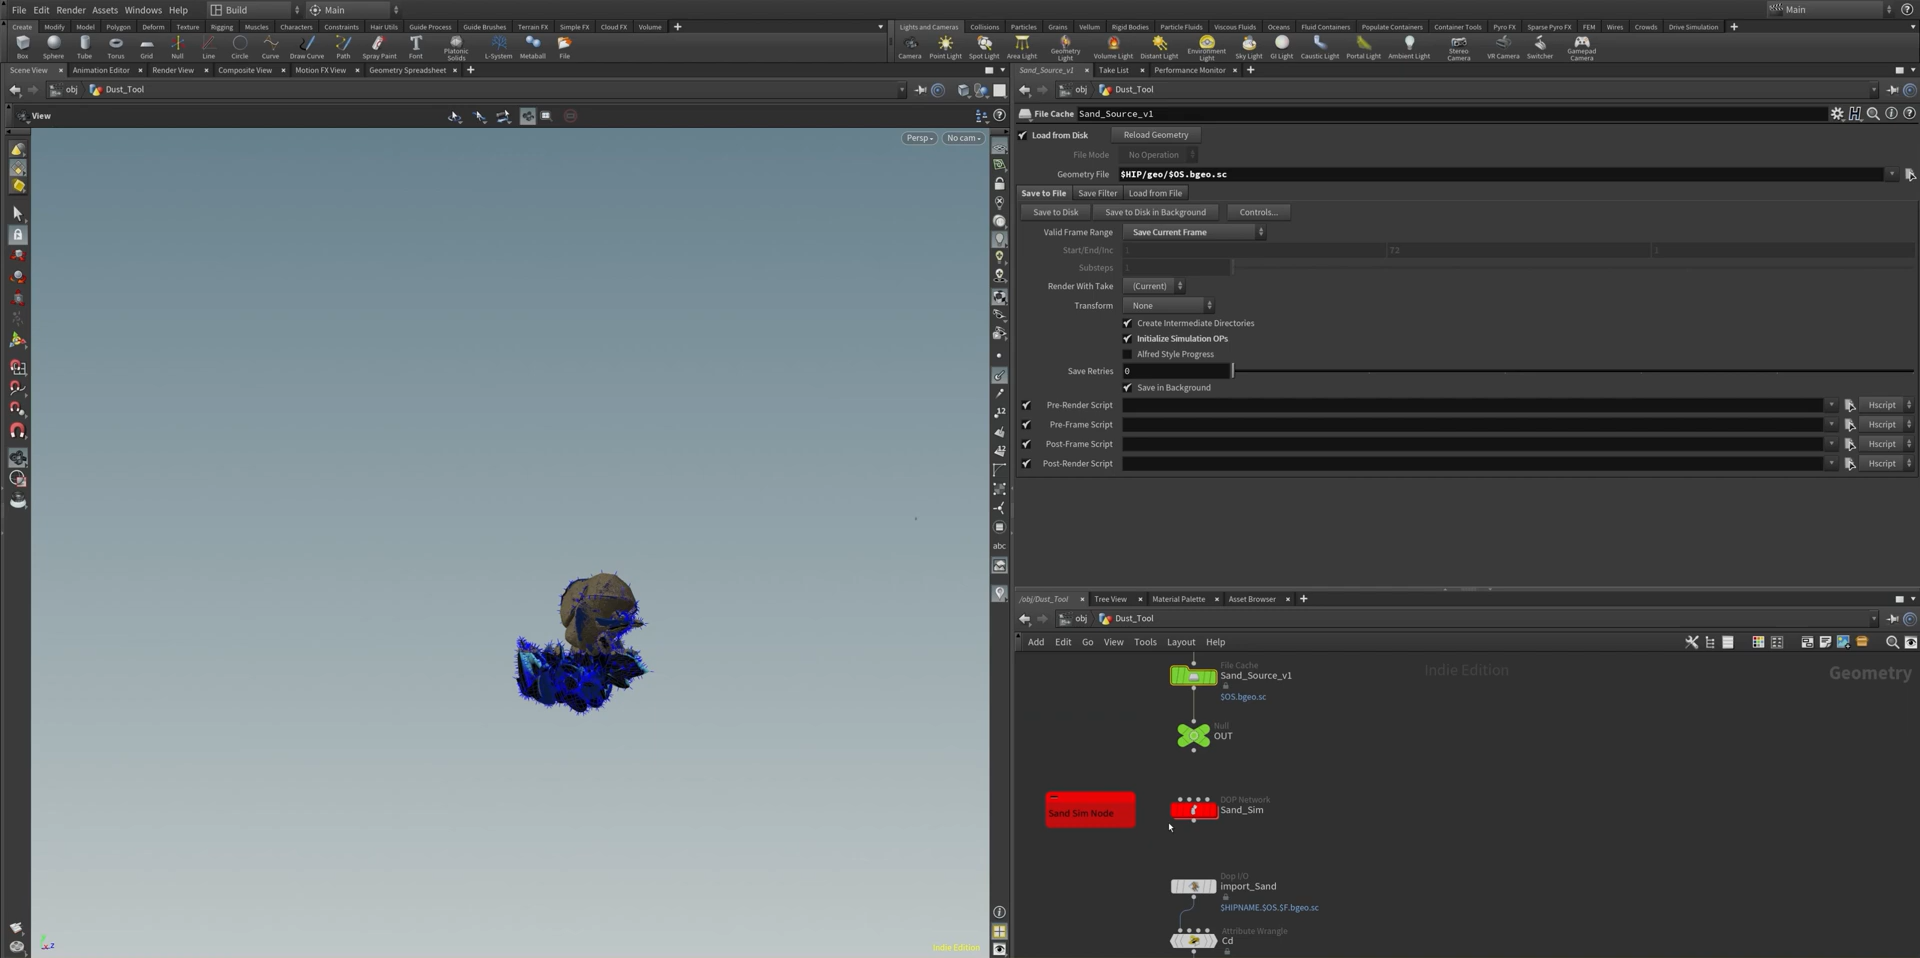 File Edit Render Assets Windows Help Build Main Main
Create Modify Model Polygon Deform Texture Rigging Muscles Characters Constraints Hair Utils Guide Process Guide Brushes Terrain FX Simple FX Cloud FX Volume
Lights and Cameras Collisions Particles Grains Vellum Rigid Bodies Particle Fluids Viscous Fluids Oceans Fluid Containers Populate Containers Container Tools Pyro FX Sparse Pyro FX FEM Wires Crowds Drive Simulation
Box Sphere Tube Torus Grid Null Line Circle Curve Draw Curve Path Spray Paint Font Platonic Solids L-System Metaball File
Camera Point Light Spot Light Area Light Geometry Light Volume Light Distant Light Environment Light Sky Light GI Light Caustic Light Portal Light Ambient Light Stereo Camera VR Camera Switcher Gamepad Camera
Scene View Animation Editor Render View Composite View Motion FX View Geometry Spreadsheet
obj Dust_Tool
View
Persp No cam
12
12
abc
z
Indie Edition
Sand_Source_v1 Take List Performance Monitor
obj Dust_Tool
File Cache Sand_Source_v1
Load from Disk Reload Geometry
File Mode No Operation
Geometry File $HIP/geo/$OS.bgeo.sc
Save to File Save Filter Load from File
Save to Disk Save to Disk in Background Controls...
Valid Frame Range Save Current Frame
Start/End/Inc 1 72 1
Substeps 1
Render With Take (Current)
Transform None
Create Intermediate Directories
Initialize Simulation OPs
Alfred Style Progress
Save Retries 0
Save in Background
Pre-Render Script Hscript
Pre-Frame Script Hscript
Post-Frame Script Hscript
Post-Render Script Hscript
/obj/Dust_Tool Tree View Material Palette Asset Browser
obj Dust_Tool
Add Edit Go View Tools Layout Help
Indie Edition
Geometry
File Cache
Sand_Source_v1
$OS.bgeo.sc
Null
OUT
DOP Network
Sand_Sim
Sand Sim Node
Dop I/O
import_Sand
$HIPNAME.$OS.$F.bgeo.sc
Attribute Wrangle
Cd